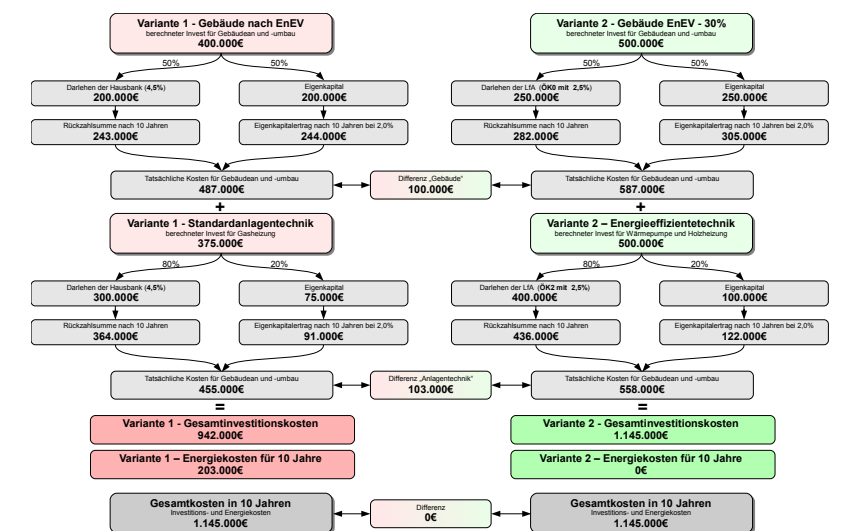 Variante 1 - Gebäude nach EnEV
berechneter Invest für Gebäudean und -umbau
400.000€
50%
50%
Darlehen der Hausbank (4,5%)
200.000€
Eigenkapital
200.000€
Rückzahlsumme nach 10 Jahren
243.000€
Eigenkapitalertrag nach 10 Jahren bei 2,0%
244.000€
Tatsächliche Kosten für Gebäudean und -umbau
487.000€
Variante 2 - Gebäude EnEV - 30%
berechneter Invest für Gebäudean und -umbau
500.000€
50%
50%
Darlehen der LfA (ÖK0 mit 2,5%)
250.000€
Eigenkapital
250.000€
Rückzahlsumme nach 10 Jahren
282.000€
Eigenkapitalertrag nach 10 Jahren bei 2,0%
305.000€
Differenz „Gebäude"
100.000€
Tatsächliche Kosten für Gebäudean und -umbau
587.000€
+
Variante 1 - Standardanlagentechnik
berechneter Invest für Gasheizung
375.000€
80%
20%
Darlehen der Hausbank (4,5%)
300.000€
Eigenkapital
75.000€
Rückzahlsumme nach 10 Jahren
364.000€
Eigenkapitalertrag nach 10 Jahren bei 2,0%
91.000€
Tatsächliche Kosten für Gebäudean und -umbau
455.000€
+
Variante 2 – Energieeffizientetechnik
berechneter Invest für Wärmepumpe und Holzheizung
500.000€
80%
20%
Darlehen der LfA (ÖK2 mit 2,5%)
400.000€
Eigenkapital
100.000€
Rückzahlsumme nach 10 Jahren
436.000€
Eigenkapitalertrag nach 10 Jahren bei 2,0%
122.000€
Differenz „Anlagentechnik"
103.000€
Tatsächliche Kosten für Gebäudean und -umbau
558.000€
=
Variante 1 - Gesamtinvestitionskosten
942.000€
Variante 1 – Energiekosten für 10 Jahre
203.000€
=
Variante 2 - Gesamtinvestitionskosten
1.145.000€
Variante 2 – Energiekosten für 10 Jahre
0€
Gesamtkosten in 10 Jahren
Investitions- und Energiekosten
1.145.000€
Differenz
0€
Gesamtkosten in 10 Jahren
Investitions- und Energiekosten
1.145.000€